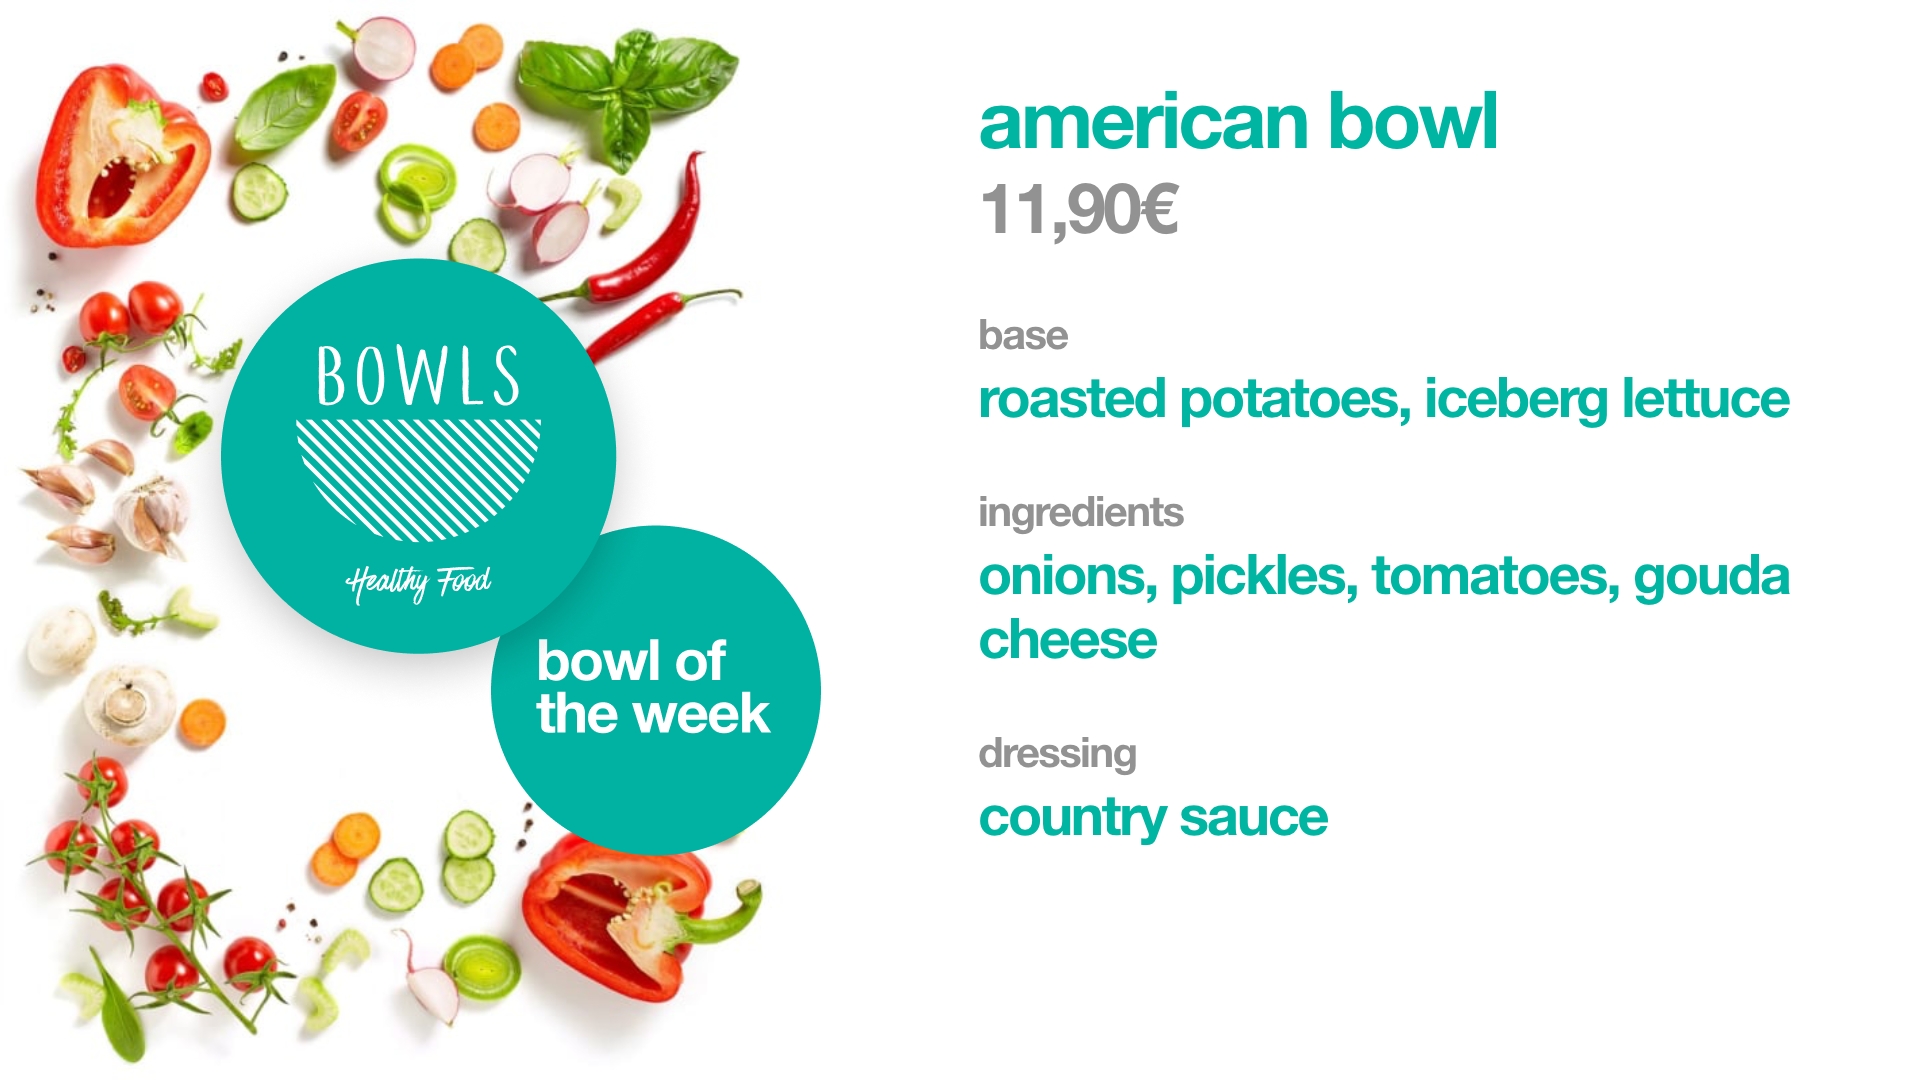 BOWLS
Healthy Food
bowl of
the week
american bowl
11,90€
base
roasted potatoes, iceberg lettuce
ingredients
onions, pickles, tomatoes, gouda
cheese
dressing
country sauce